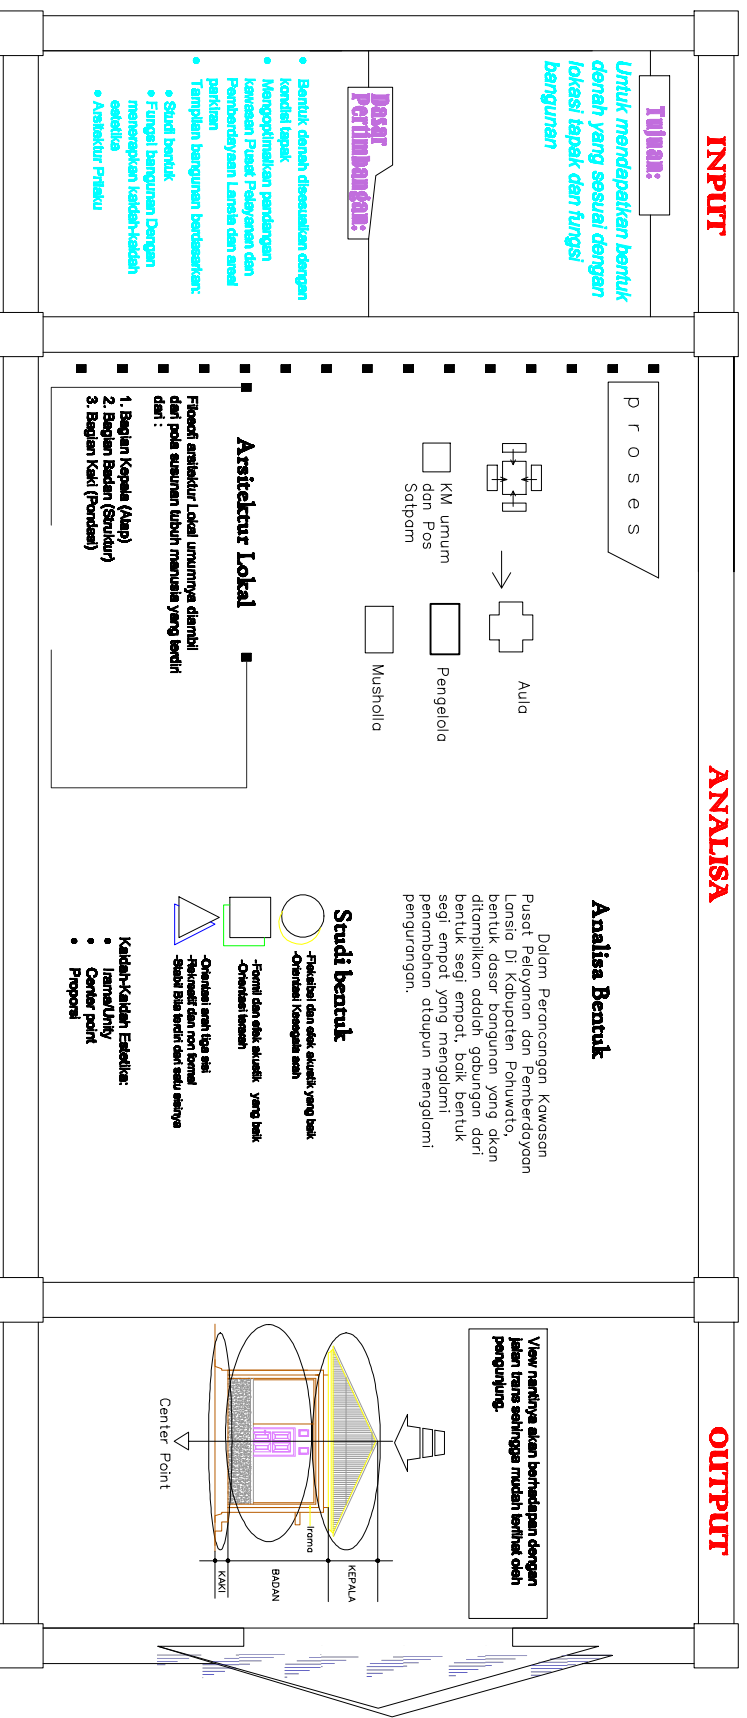 INPUT
Tujuan:
Untuk mendapatkan bentuk
denah yang sesuai dengan
lokasi tapak dan fungsi
bangunan
Dasar
Pertimbangan:
• Bentuk denah disesuaikan dengan
kondisi tapak
• Mengoptimalkan pandangan
kawasan Pusat Pelayanan dan
Pemberdayaan Lansia dan areal
parkiran
• Tampilan bangunan berdasarkan:
• Studi bentuk
• Fungsi bangunan Dengan
menerapkan kaidah-kaidah
estetika
• Arsitektur Prilaku
ANALISA
proses
Aula
KM umum
dan Pos
Satpam
Pengelola
Musholla
Arsitektur Lokal
Filosofi arsitektur Lokal umumnya diambil
dari pola susunan tubuh manusia yang terdiri
dari :
1. Bagian Kepala (Atap)
2. Bagian Badan (Struktur)
3. Bagian Kaki (Pondasi)
Analisa Bentuk
Dalam Perancangan Kawasan
Pusat Pelayanan dan Pemberdayaan
Lansia Di Kabupaten Pohuwato,
bentuk dasar bangunan yang akan
ditampilkan adalah gabungan dari
bentuk segi empat, baik bentuk
segi empat yang mengalami
penambahan ataupun mengalami
pengurangan.
Studi bentuk
-Fleksibel dan efek akustik yang baik
-Orientasi Kesegala arah
-Formil dan efek akustik yang baik
-Orientasi terarah
-Orientasi arah tiga sisi
-Rekreatif dan non formal
-Stabil Bila terdiri dari satu sisinya
Kaidah-Kaidah Estetika:
• Irama/Unity
• Center point
• Proporsi
OUTPUT
View nantinya akan berhadapan dengan
jalan trans sehingga mudah terlihat oleh
pengunjung.
KEPALA
Irama
BADAN
KAKI
Center Point